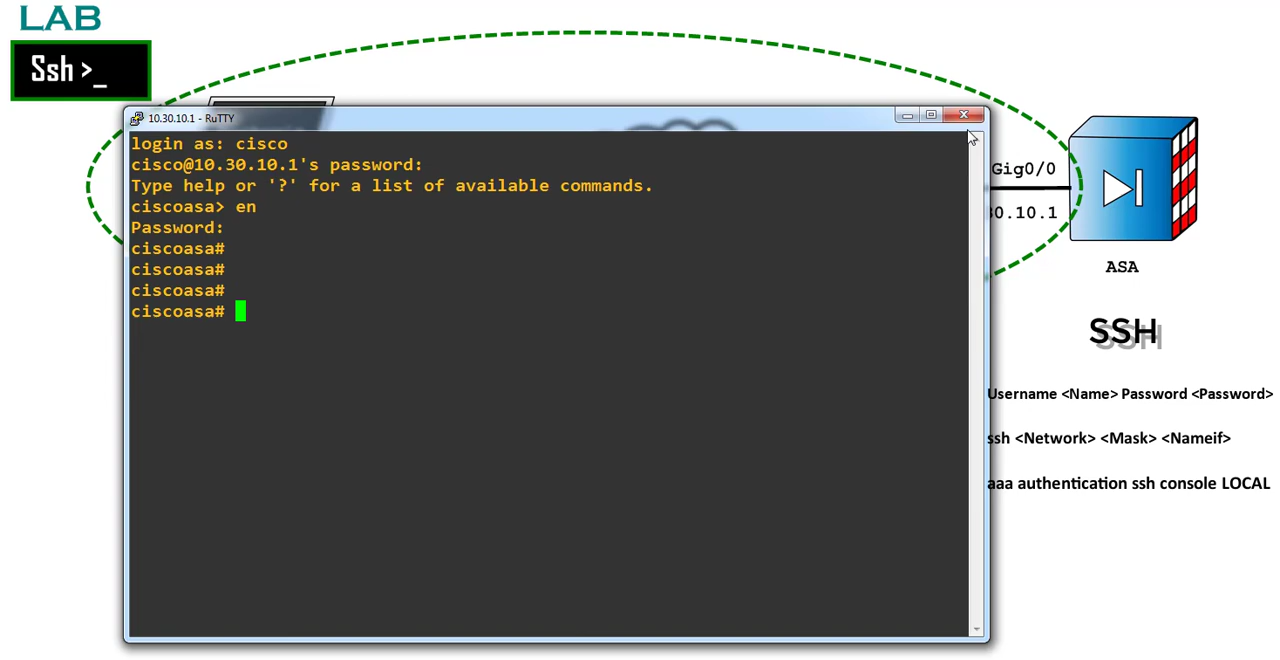 LAB
Ssh >_
10.30.10.1 - RuTTY
login as: cisco
cisco@10.30.10.1's password:
Type help or '?' for a list of available commands.
ciscoasa> en
Password:
ciscoasa#
ciscoasa#
ciscoasa#
ciscoasa#
Gig0/0
30.10.1
ASA
SSH
Username <Name> Password <Password>
ssh <Network> <Mask> <Nameif>
aaa authentication ssh console LOCAL